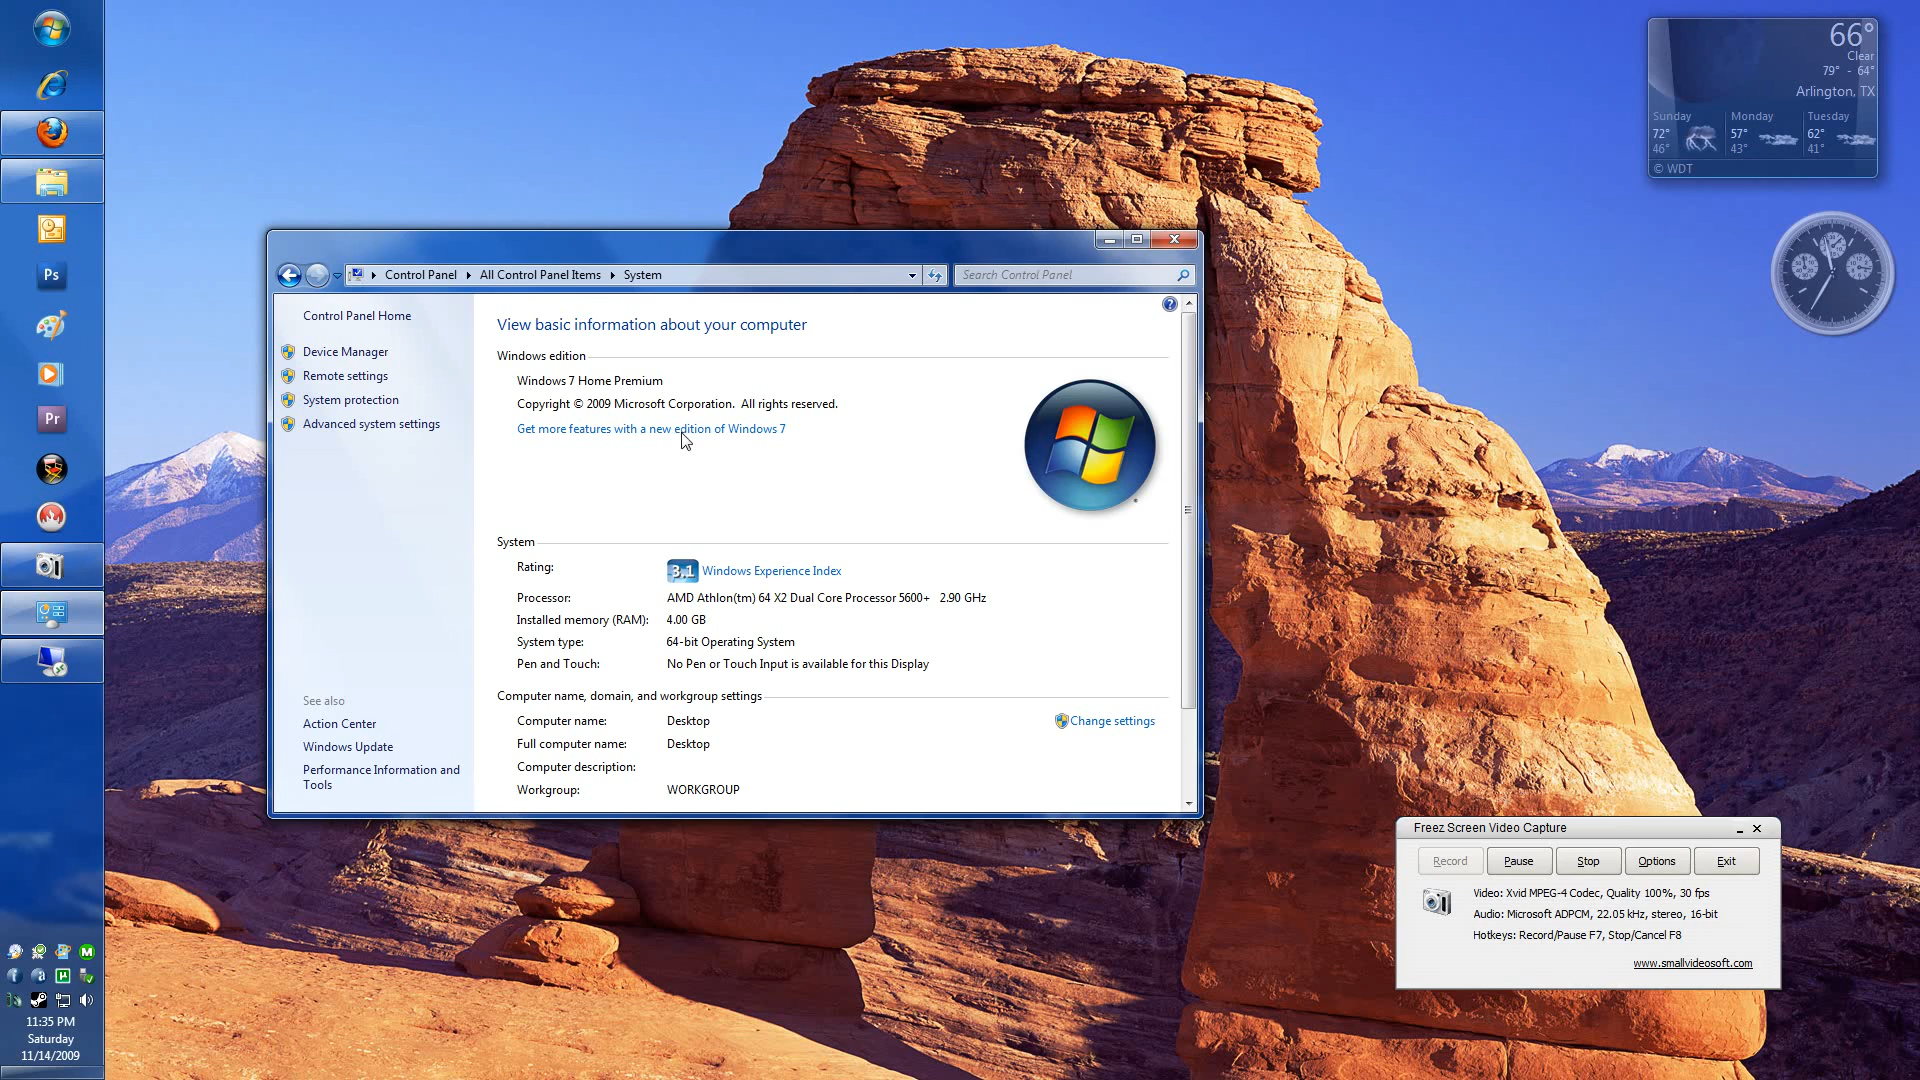 66°
Clear
79° - 64°
Arlington, TX
Sunday Monday Tuesday
72° 57° 62°
46° 43° 41°
© WDT
Ps
Pr
Control Panel All Control Panel Items System
Search Control Panel
Control Panel Home
Device Manager
Remote settings
System protection
Advanced system settings
See also
Action Center
Windows Update
Performance Information and
Tools
View basic information about your computer
Windows edition
Windows 7 Home Premium
Copyright © 2009 Microsoft Corporation. All rights reserved.
Get more features with a new edition of Windows 7
System
Rating: 3.1 Windows Experience Index
Processor: AMD Athlon(tm) 64 X2 Dual Core Processor 5600+ 2.90 GHz
Installed memory (RAM): 4.00 GB
System type: 64-bit Operating System
Pen and Touch: No Pen or Touch Input is available for this Display
Computer name, domain, and workgroup settings
Computer name: Desktop Change settings
Full computer name: Desktop
Computer description:
Workgroup: WORKGROUP
Freez Screen Video Capture
Record Pause Stop Options Exit
Video: Xvid MPEG-4 Codec, Quality 100%, 30 fps
Audio: Microsoft ADPCM, 22.05 kHz, stereo, 16-bit
Hotkeys: Record/Pause F7, Stop/Cancel F8
www.smallvideosoft.com
11:35 PM
Saturday
11/14/2009